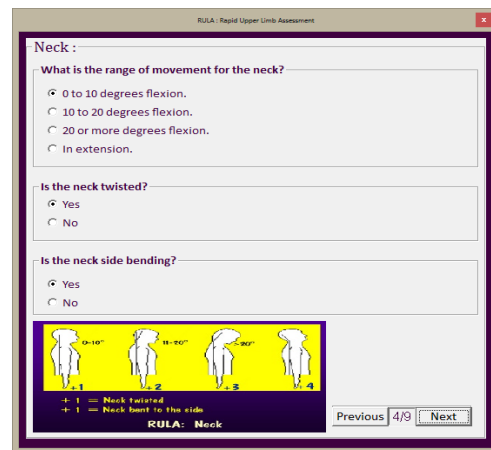 RULA : Rapid Upper Limb Assessment
x
Neck :
What is the range of movement for the neck?
0 to 10 degrees flexion.
10 to 20 degrees flexion.
20 or more degrees flexion.
In extension.
Is the neck twisted?
Yes
No
Is the neck side bending?
Yes
No
0-10° 11-20° 20°
+1 +2 +3 +4
+ 1 = Neck twisted
+ 1 = Neck bent to the side
RULA: Neck
Previous 4/9 Next